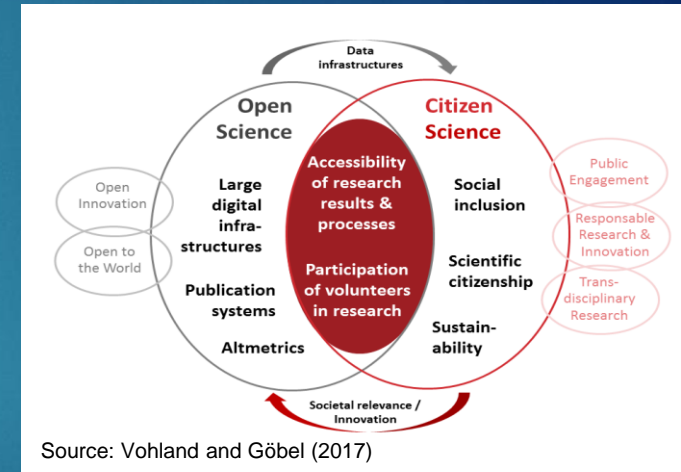 Data
infrastructures
Open
Science
Citizen
Science
Open
Innovation
Open to
the World
Large
digital
infra-
structures
Publication
systems
Altmetrics
Accessibility
of research
results &
processes
Participation
of volunteers
in research
Social
inclusion
Scientific
citizenship
Sustain-
ability
Public
Engagement
Responsable
Research &
Innovation
Trans-
disciplinary
Research
Societal relevance /
Innovation
Source: Vohland and Göbel (2017)